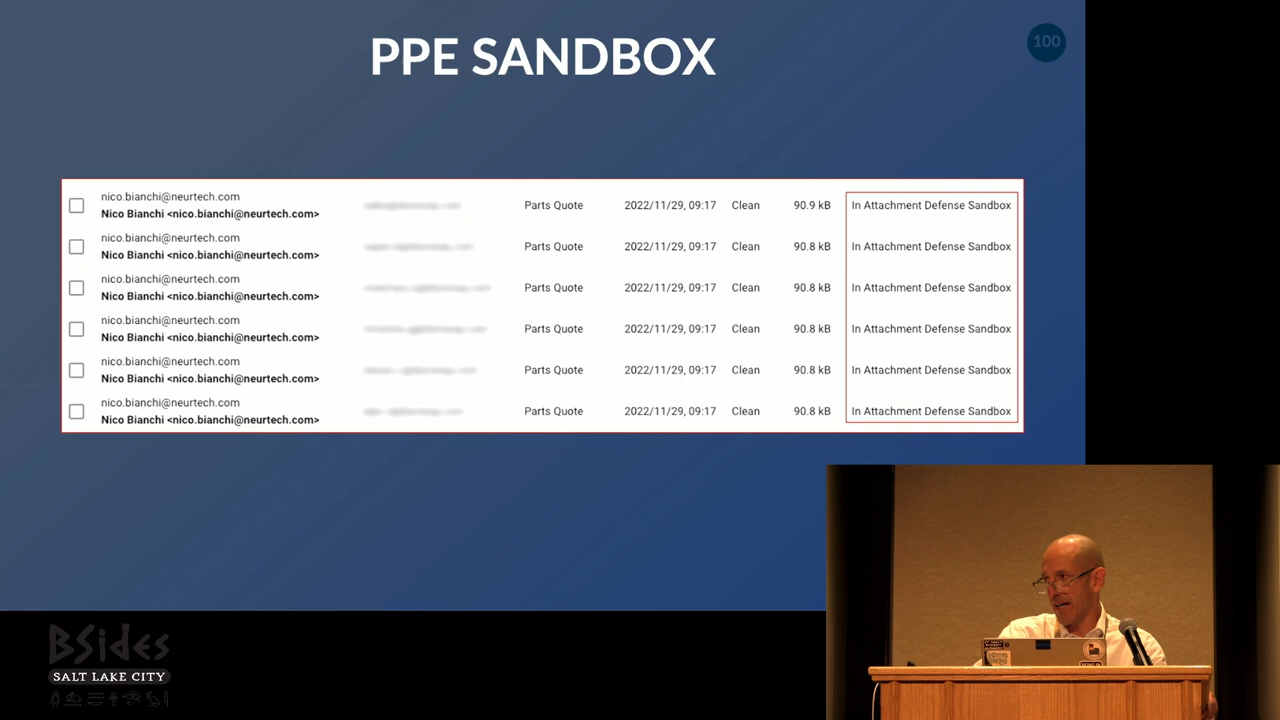 PPE SANDBOX
100
nico.bianchi@neurtech.com
Nico Bianchi <nico.bianchi@neurtech.com>
Parts Quote 2022/11/29, 09:17 Clean 90.9 kB In Attachment Defense Sandbox
nico.bianchi@neurtech.com
Nico Bianchi <nico.bianchi@neurtech.com>
Parts Quote 2022/11/29, 09:17 Clean 90.8 kB In Attachment Defense Sandbox
nico.bianchi@neurtech.com
Nico Bianchi <nico.bianchi@neurtech.com>
Parts Quote 2022/11/29, 09:17 Clean 90.8 kB In Attachment Defense Sandbox
nico.bianchi@neurtech.com
Nico Bianchi <nico.bianchi@neurtech.com>
Parts Quote 2022/11/29, 09:17 Clean 90.8 kB In Attachment Defense Sandbox
nico.bianchi@neurtech.com
Nico Bianchi <nico.bianchi@neurtech.com>
Parts Quote 2022/11/29, 09:17 Clean 90.8 kB In Attachment Defense Sandbox
nico.bianchi@neurtech.com
Nico Bianchi <nico.bianchi@neurtech.com>
Parts Quote 2022/11/29, 09:17 Clean 90.8 kB In Attachment Defense Sandbox
BSides
SALT LAKE CITY